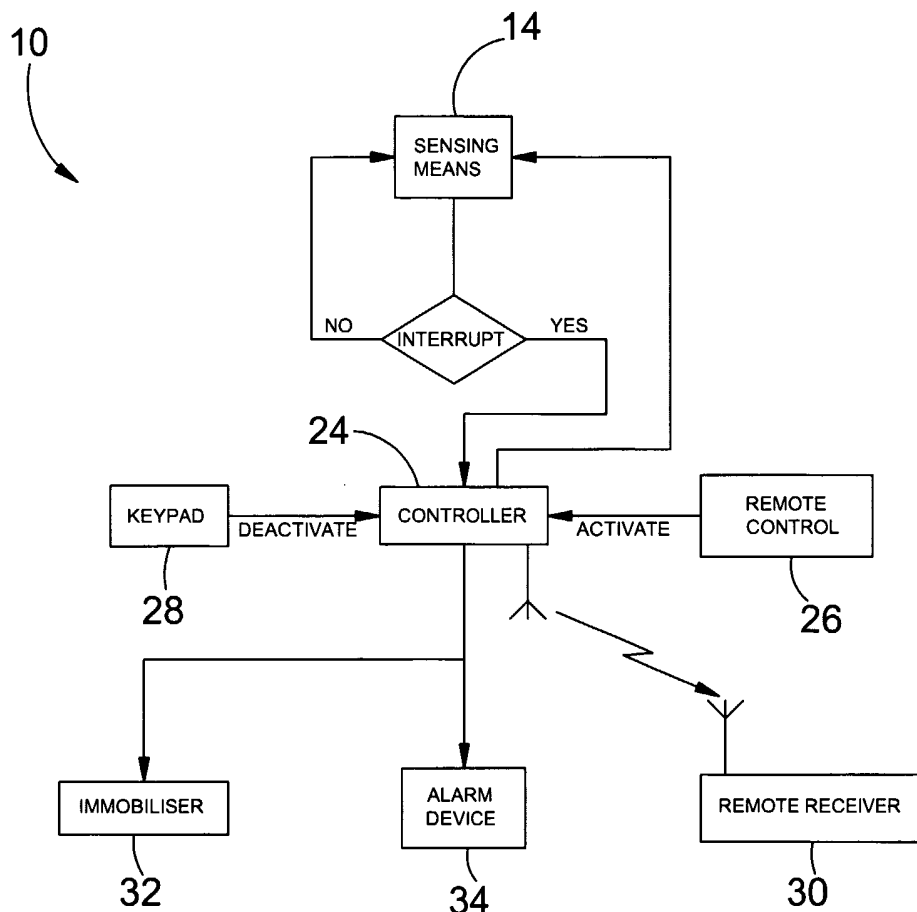 10
14
SENSING
MEANS
NO
INTERRUPT
YES
24
KEYPAD
DEACTIVATE
CONTROLLER
ACTIVATE
REMOTE
CONTROL
28
26
IMMOBILISER
ALARM
DEVICE
REMOTE RECEIVER
32
34
30